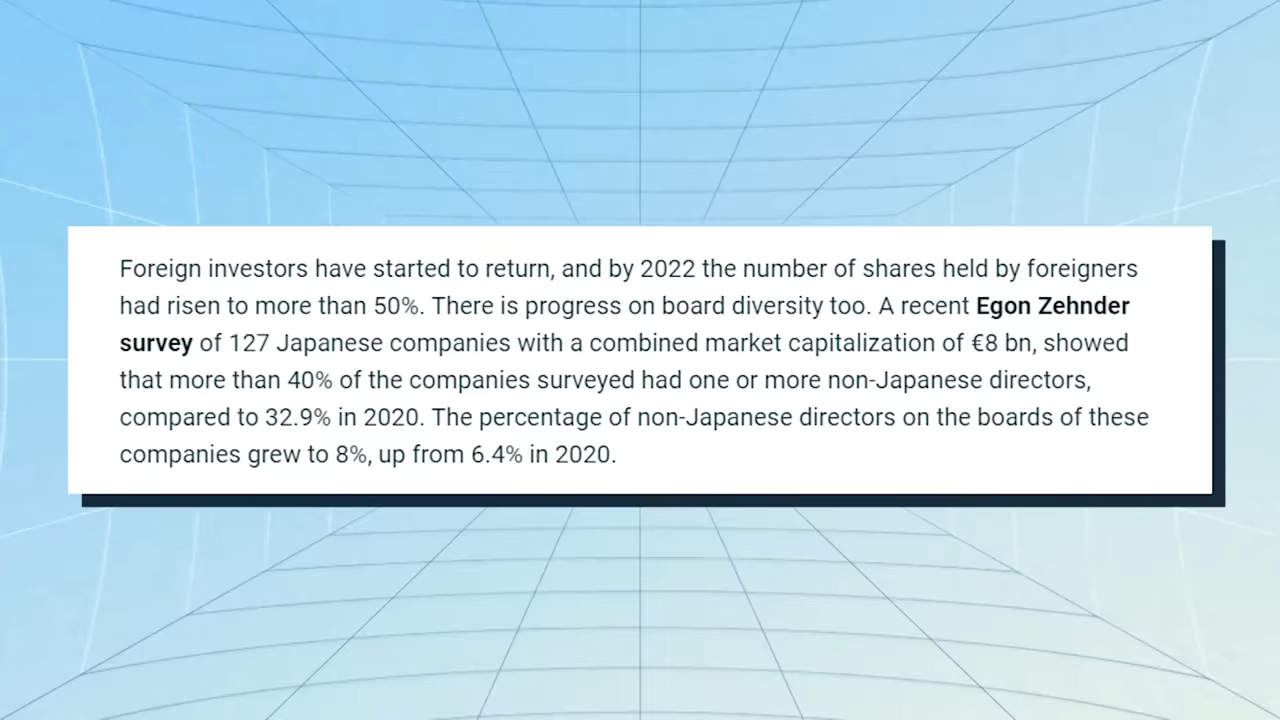 Foreign investors have started to return, and by 2022 the number of shares held by foreigners
had risen to more than 50%. There is progress on board diversity too. A recent Egon Zehnder
survey of 127 Japanese companies with a combined market capitalization of €8 bn, showed
that more than 40% of the companies surveyed had one or more non-Japanese directors,
compared to 32.9% in 2020. The percentage of non-Japanese directors on the boards of these
companies grew to 8%, up from 6.4% in 2020.